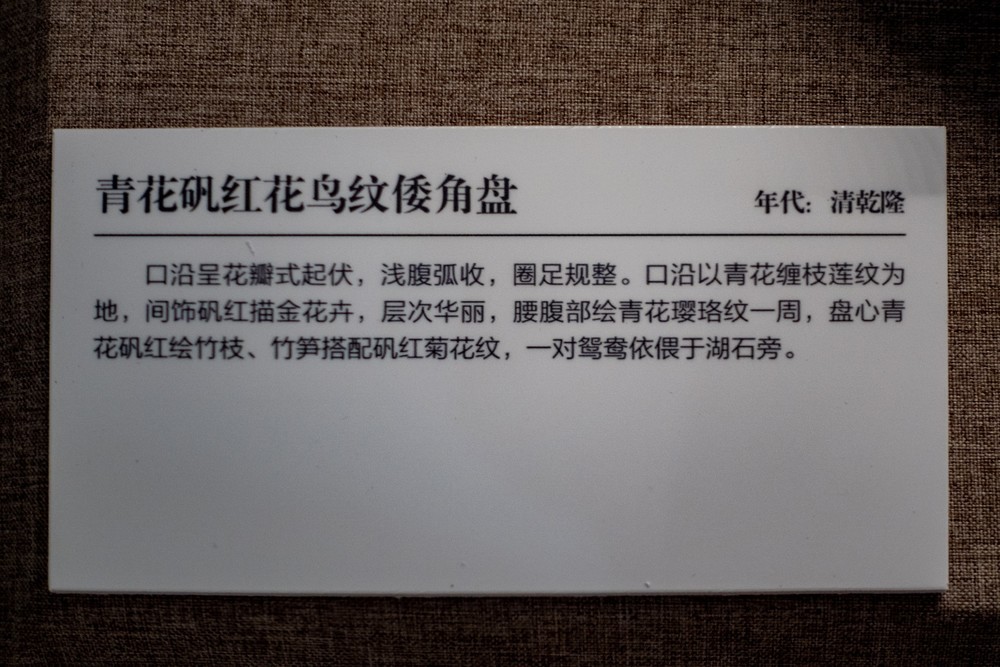 青花矾红花鸟纹倭角盘
年代：清乾隆
口沿呈花瓣式起伏，浅腹弧收，圈足规整。口沿以青花缠枝莲纹为
地，间饰矾红描金花卉，层次华丽，腰腹部绘青花璎珞纹一周，盘心青
花矾红绘竹枝、竹笋搭配矾红菊花纹，一对鸳鸯依偎于湖石旁。